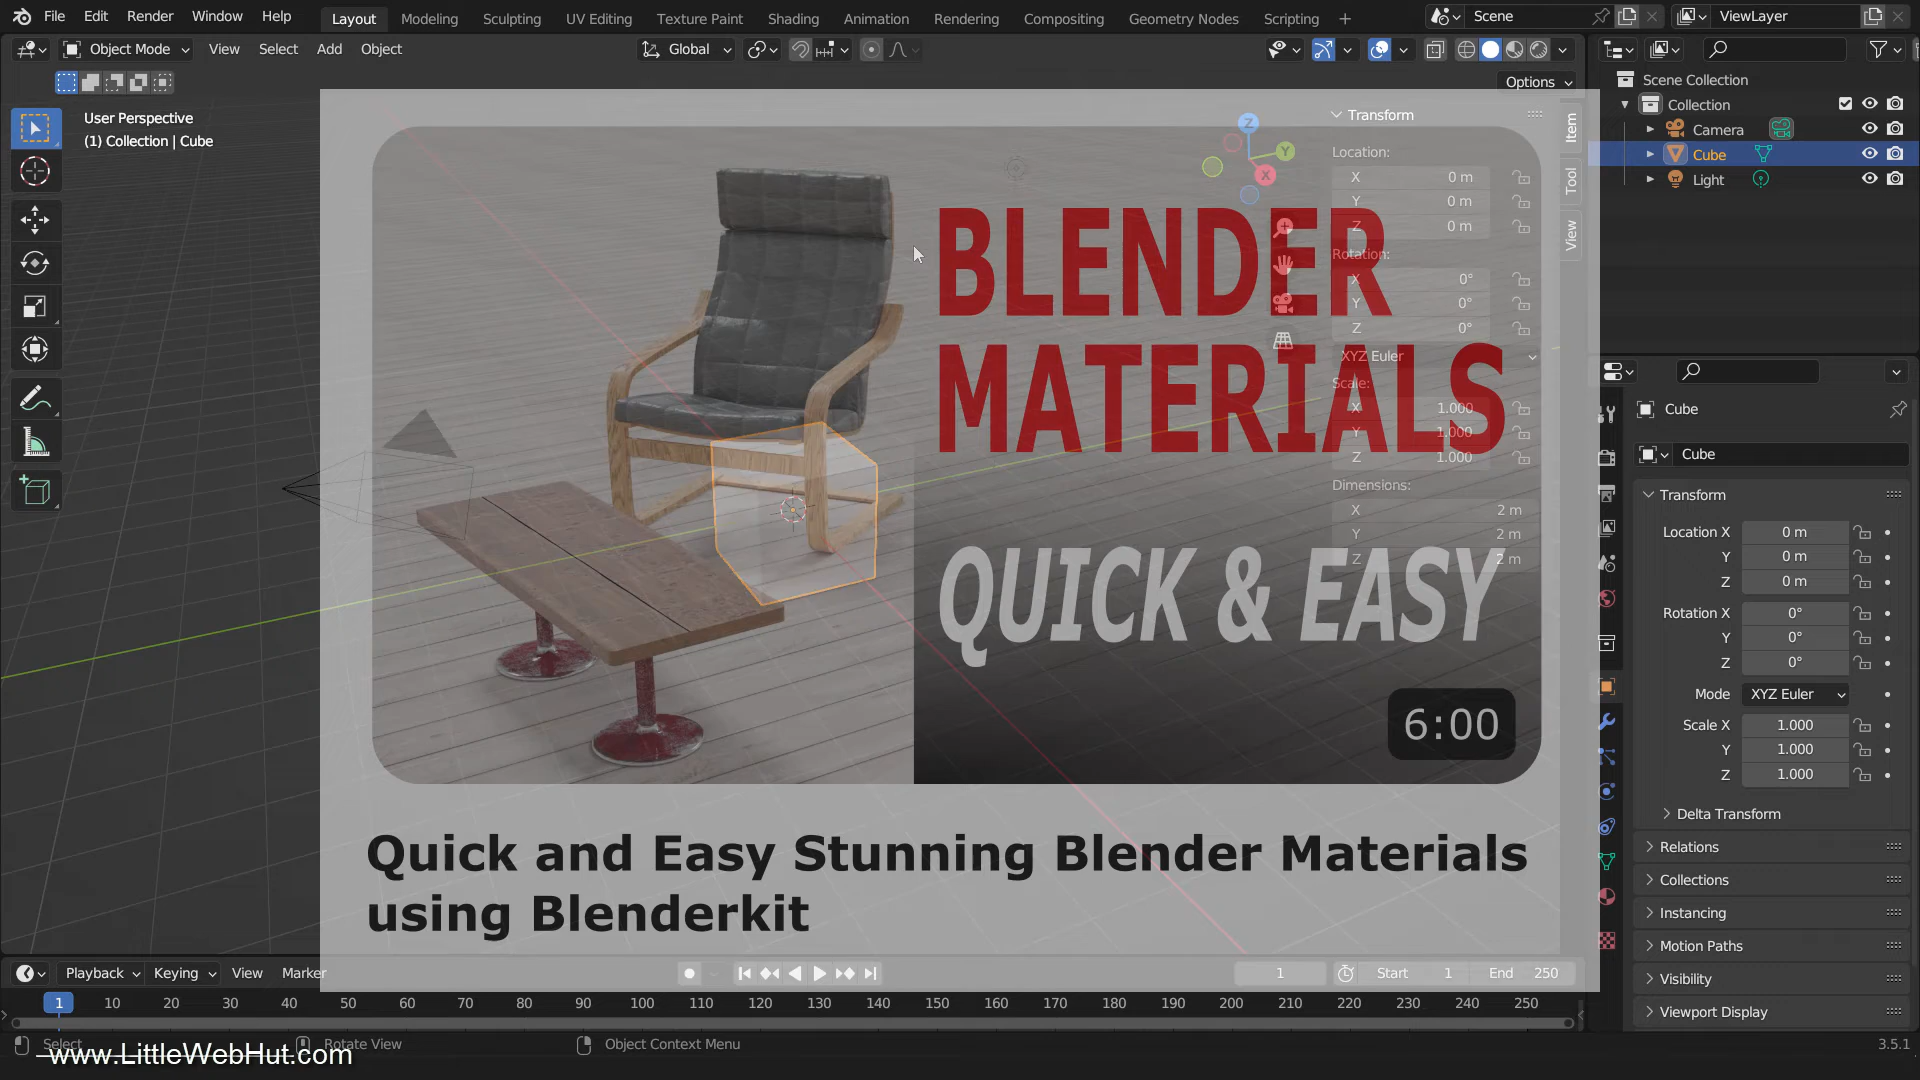 File Edit Render Window Help Layout Modeling Sculpting UV Editing Texture Paint Shading Animation Rendering Compositing Geometry Nodes Scripting + Scene ViewLayer
Object Mode View Select Add Object Global
Options
User Perspective
(1) Collection | Cube
Scene Collection
Collection
Camera
Cube
Light
Transform
Location:
X 0 m
Y 0 m
Z 0 m
Rotation:
X 0°
Y 0°
Z 0°
XYZ Euler
Scale:
X 1.000
Y 1.000
Z 1.000
Dimensions:
X 2 m
Y 2 m
Z 2 m
Item
Tool
View
Z
Y
X
BLENDER
MATERIALS
QUICK & EASY
6:00
Quick and Easy Stunning Blender Materials
using Blenderkit
Cube
Cube
Transform
Location X 0 m
Y 0 m
Z 0 m
Rotation X 0°
Y 0°
Z 0°
Mode XYZ Euler
Scale X 1.000
Y 1.000
Z 1.000
Delta Transform
Relations
Collections
Instancing
Motion Paths
Visibility
Viewport Display
Playback Keying View Marker 1 Start 1 End 250
1 10 20 30 40 50 60 70 80 90 100 110 120 130 140 150 160 170 180 190 200 210 220 230 240 250
Select Rotate View Object Context Menu 3.5.1
www.LittleWebHut.com